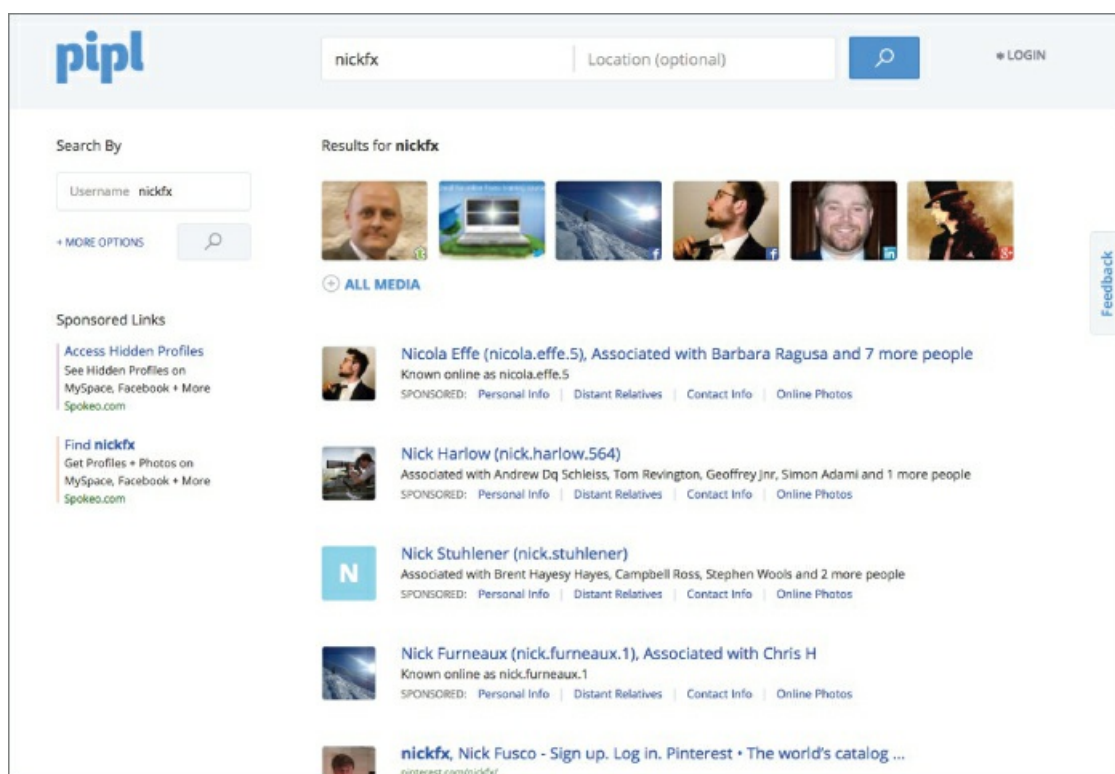 pipl
nickfx
Location (optional)
LOGIN
Search By
Username nickfx
+ MORE OPTIONS
Sponsored Links
Access Hidden Profiles
See Hidden Profiles on
MySpace, Facebook + More
Spokeo.com
Find nickfx
Get Profiles + Photos on
MySpace, Facebook + More
Spokeo.com
Results for nickfx
ALL MEDIA
Nicola Effe (nicola.effe.5), Associated with Barbara Ragusa and 7 more people
Known online as nicola.effe.5
SPONSORED: Personal Info | Distant Relatives | Contact Info | Online Photos
Nick Harlow (nick.harlow.564)
Associated with Andrew Dq Schleiss, Tom Revington, Geoffrey Jnr, Simon Adami and 1 more people
SPONSORED: Personal Info | Distant Relatives | Contact Info | Online Photos
N
Nick Stuhlener (nick.stuhlener)
Associated with Brent Hayesy Hayes, Campbell Ross, Stephen Wools and 2 more people
SPONSORED: Personal Info | Distant Relatives | Contact Info | Online Photos
Nick Furneaux (nick.furneaux.1), Associated with Chris H
Known online as nick.furneaux.1
SPONSORED: Personal Info | Distant Relatives | Contact Info | Online Photos
nickfx, Nick Fusco - Sign up. Log in. Pinterest • The world's catalog ...
pinterest.com/nickfx/
Feedback